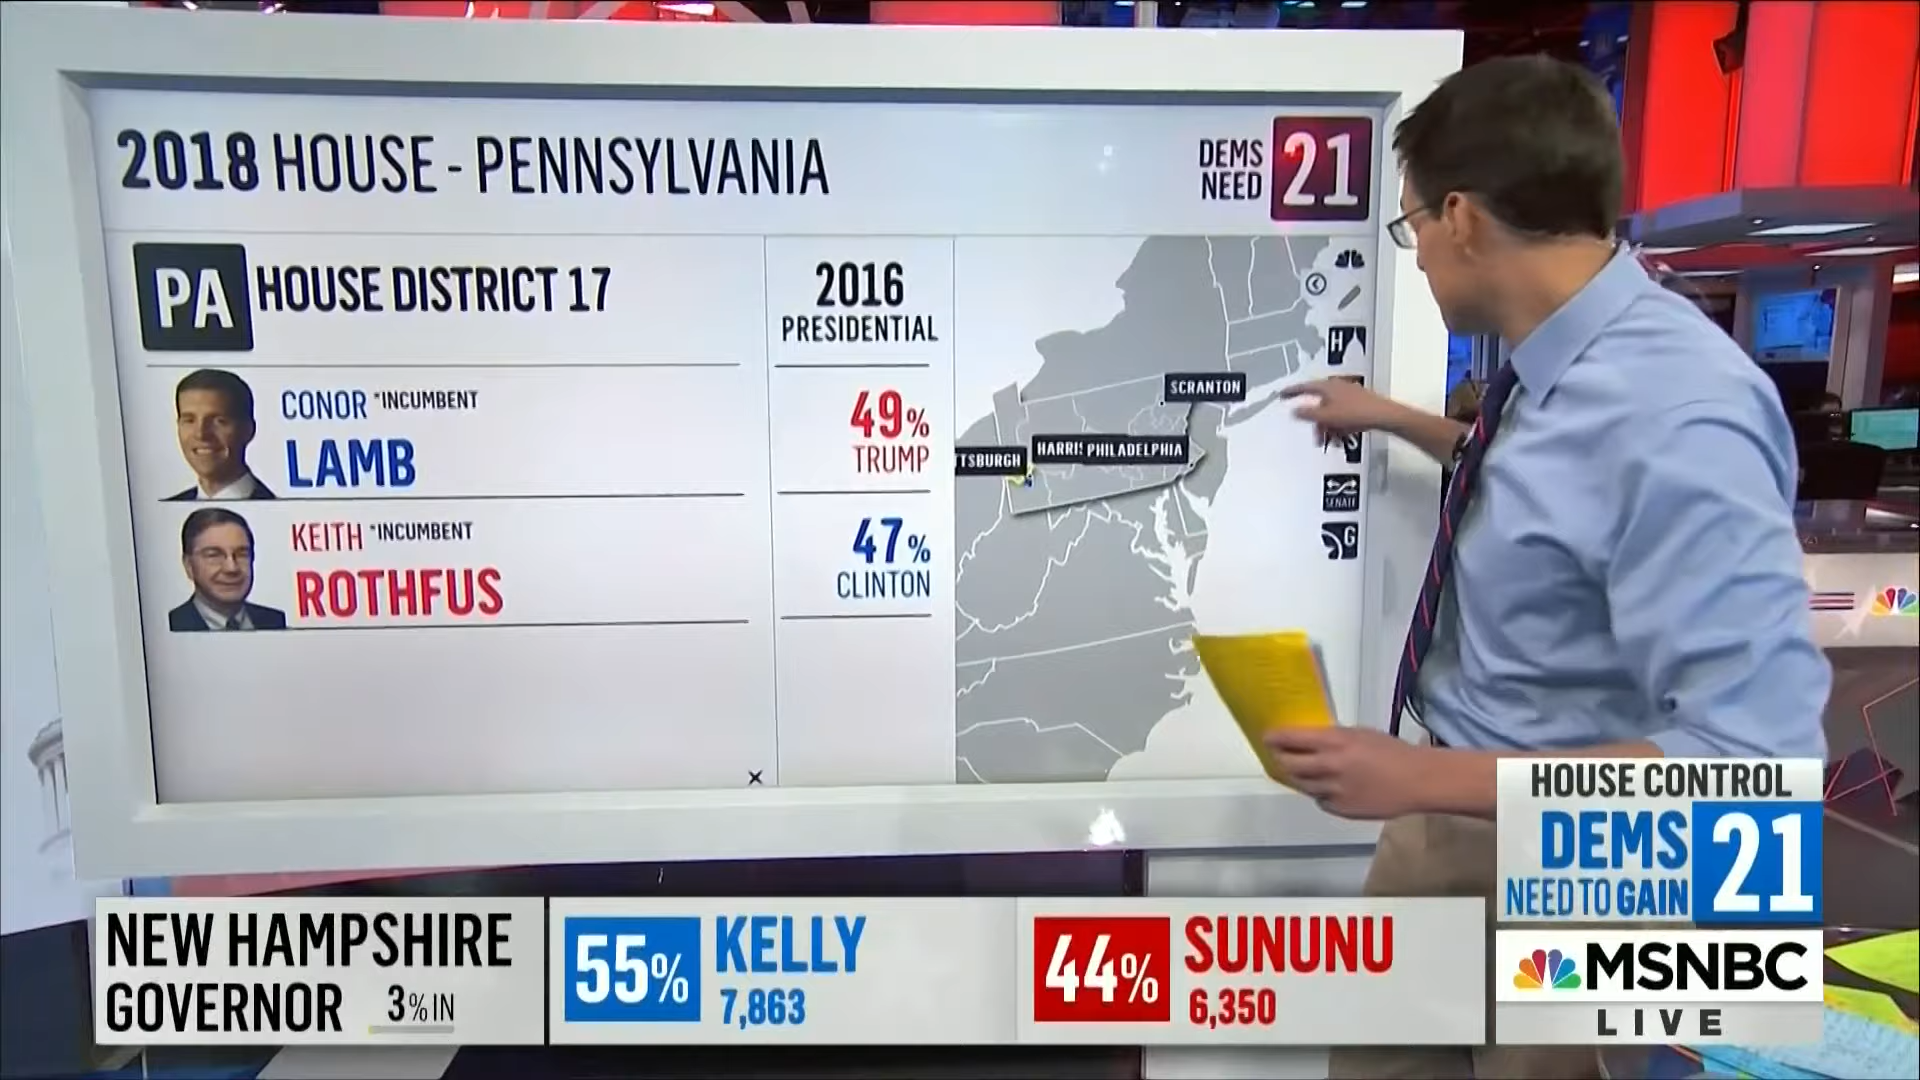 2018 HOUSE - PENNSYLVANIA
DEMS
NEED
21
PA
HOUSE DISTRICT 17
2016
PRESIDENTIAL
CONOR *INCUMBENT
LAMB
49%
TRUMP
KEITH *INCUMBENT
ROTHFUS
47%
CLINTON
SCRANTON
TSBURGH
HARRI
PHILADELPHIA
H
S
SENATE
G
HOUSE CONTROL
DEMS
NEED TO GAIN
21
NEW HAMPSHIRE
GOVERNOR 3% IN
55%
KELLY
7,863
44%
SUNUNU
6,350
MSNBC
LIVE